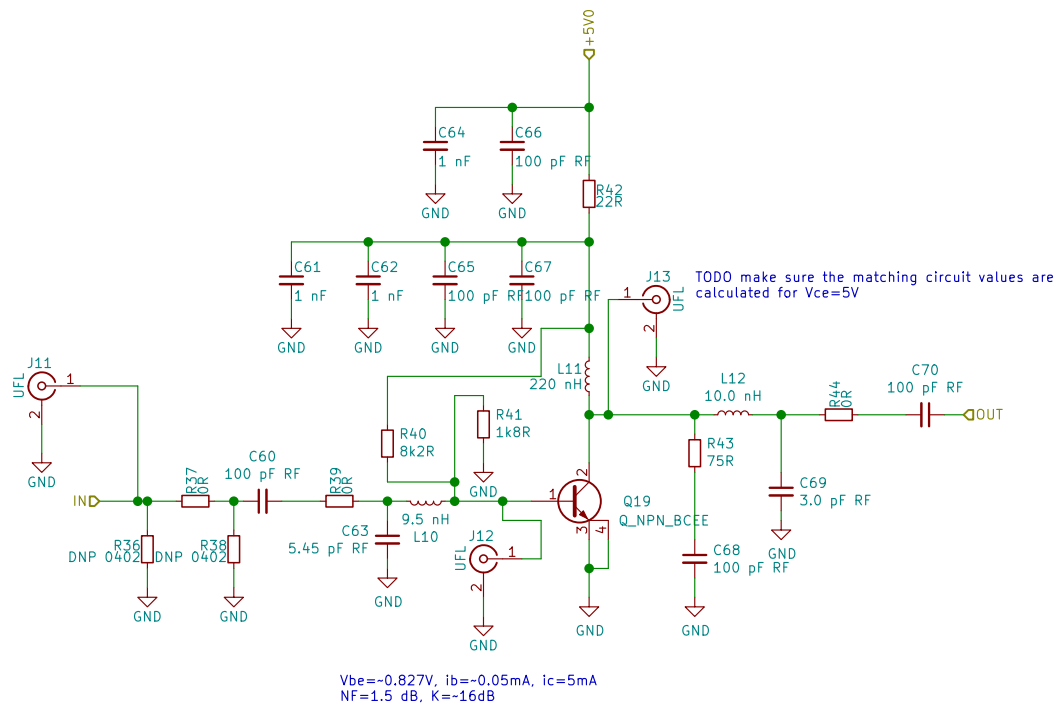 +5V0
C64
1 nF
C66
100 pF RF
R42
22R
C61
1 nF
C62
1 nF
C65
100 pF RF
C67
100 pF RF
GND
GND
GND
GND
GND
GND
J13
1
2
UFL
GND
TODO make sure the matching circuit values are
calculated for Vce=5V
L11
220 nH
J11
1
2
UFL
GND
R40
8k2R
R41
1k8R
GND
L12
10.0 nH
R44
0R
C70
100 pF RF
OUT
R43
75R
C69
3.0 pF RF
GND
C68
100 pF RF
GND
IN
R37
0R
C60
100 pF RF
R39
0R
R36
DNP 0402
R38
DNP 0402
GND
GND
C63
5.45 pF RF
GND
9.5 nH
L10
J12
1
2
UFL
GND
1
2
3
4
Q19
Q_NPN_BCEE
GND
Vbe=~0.827V, ib=~0.05mA, ic=5mA
NF=1.5 dB, K=~16dB